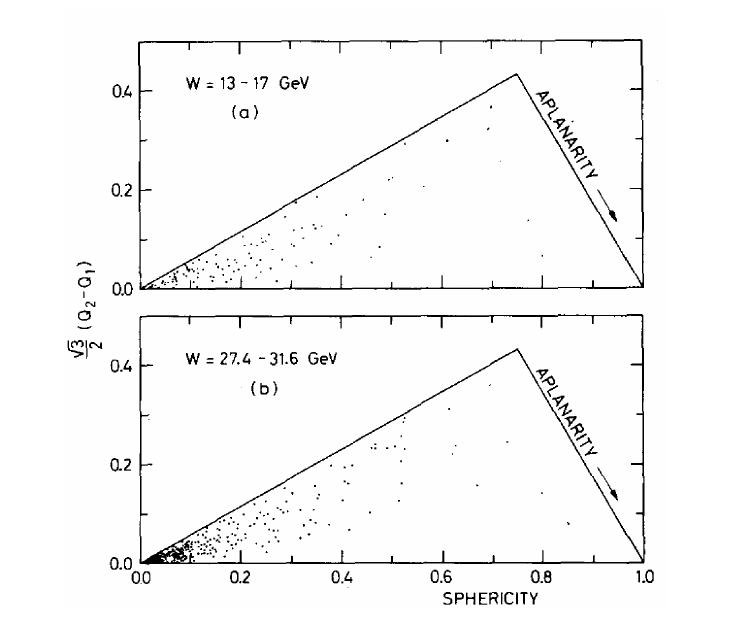 W = 13 - 17 GeV
(a)
APLANARITY
0.4
0.2
0.0
√3/2 (Q₂-Q₁)
W = 27.4 - 31.6 GeV
(b)
APLANARITY
0.4
0.2
0.0
0.0 0.2 0.4 0.6 0.8 1.0
SPHERICITY